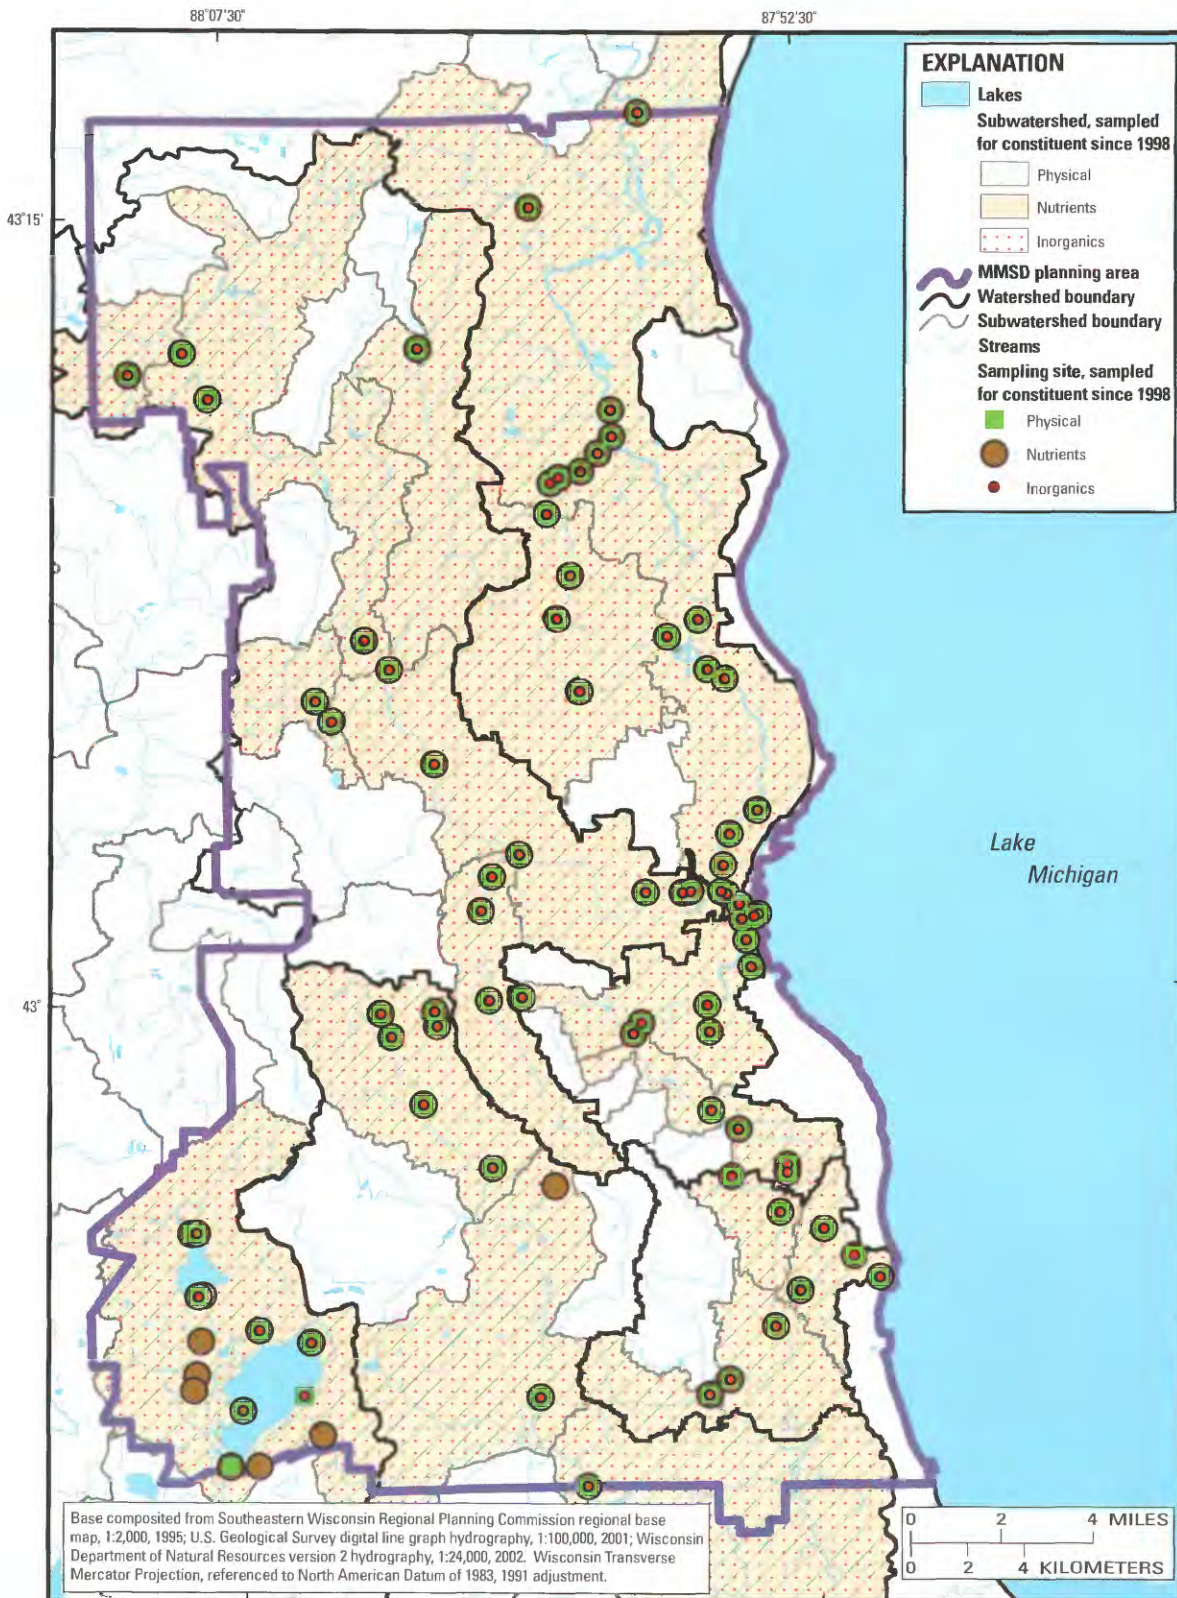 88°07'30"
87°52'30"
EXPLANATION
Lakes
Subwatershed, sampled
for constituent since 1998
Physical
Nutrients
Inorganics
MMSD planning area
Watershed boundary
Subwatershed boundary
Streams
Sampling site, sampled
for constituent since 1998
Physical
Nutrients
Inorganics
43°15'
Lake
Michigan
43°
Base composited from Southeastern Wisconsin Regional Planning Commission regional base
map, 1:2,000, 1995; U.S. Geological Survey digital line graph hydrography, 1:100,000, 2001; Wisconsin
Department of Natural Resources version 2 hydrography, 1:24,000, 2002. Wisconsin Transverse
Mercator Projection, referenced to North American Datum of 1983, 1991 adjustment.
0 2 4 MILES
0 2 4 KILOMETERS